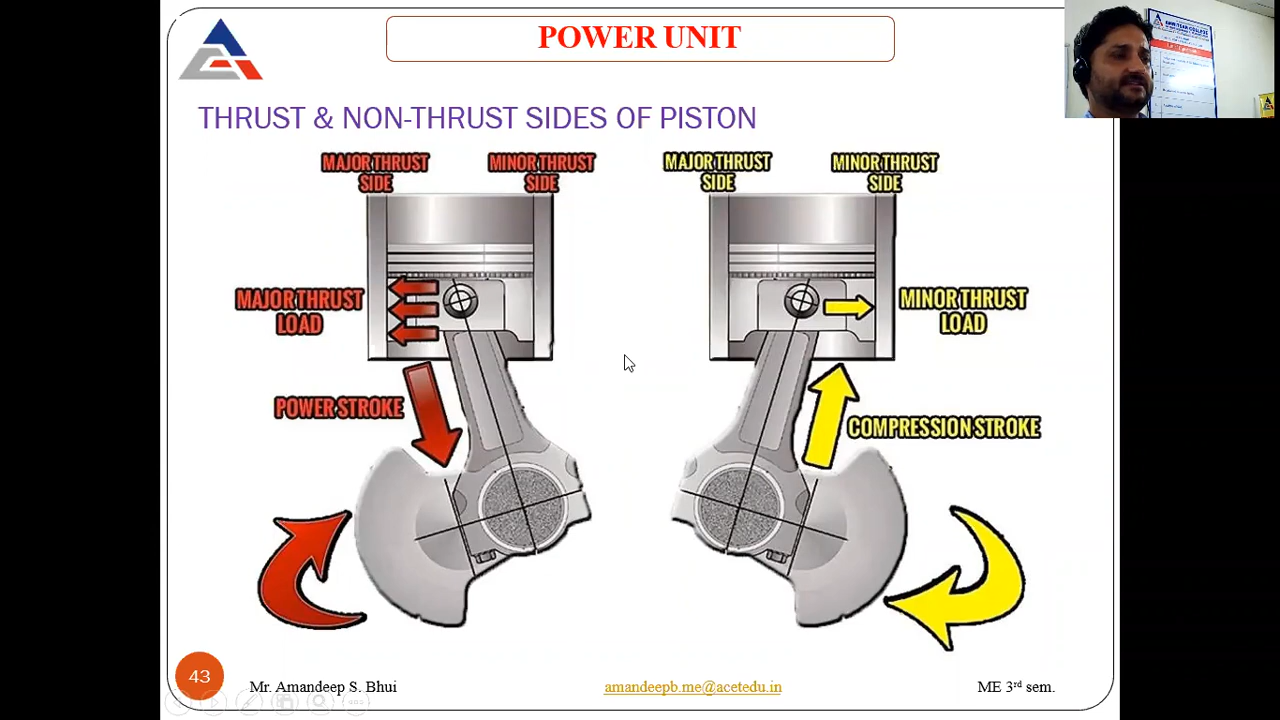 POWER UNIT
THRUST & NON-THRUST SIDES OF PISTON
MAJOR THRUST
SIDE
MINOR THRUST
SIDE
MAJOR THRUST
SIDE
MINOR THRUST
SIDE
MAJOR THRUST
LOAD
MINOR THRUST
LOAD
POWER STROKE
COMPRESSION STROKE
43
Mr. Amandeep S. Bhui
amandeepb.me@acetedu.in
ME 3rd sem.